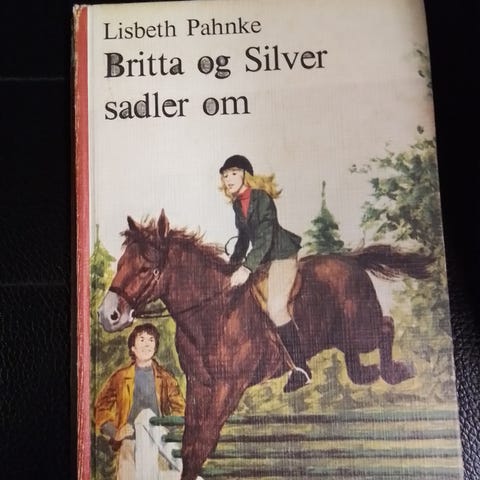 Lisbeth Pahnke
Britta og Silver
sadler om